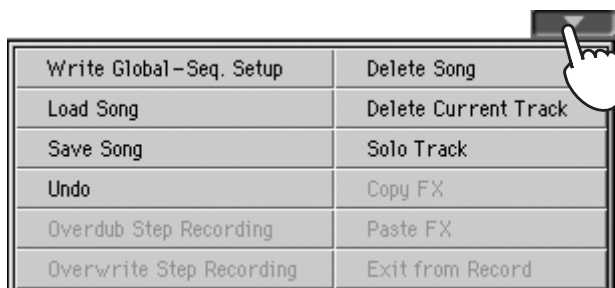 Write Global-Seq. Setup
Delete Song
Load Song
Delete Current Track
Save Song
Solo Track
Undo
Copy FX
Overdub Step Recording
Paste FX
Overwrite Step Recording
Exit from Record